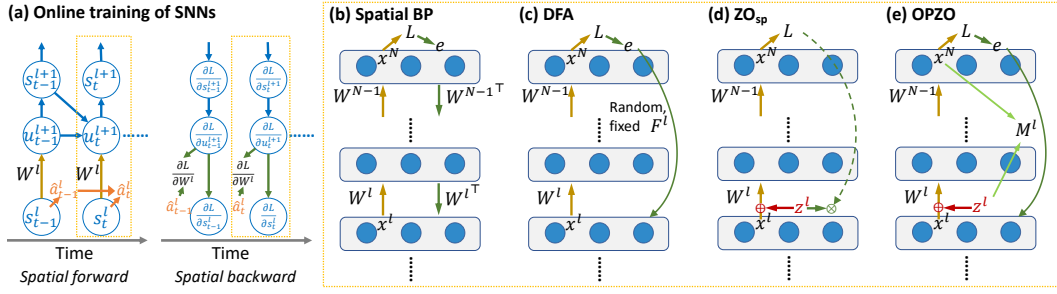 (a) Online training of SNNs
s_{t-1}^{l+1} s_t^{l+1}
u_{t-1}^{l+1} u_t^{l+1}
W^l W^l
â_{t-1}^l â_t^l
s_{t-1}^l s_t^l
Time
Spatial forward
∂L/∂s_{t-1}^{l+1} ∂L/∂s_t^{l+1}
∂L/∂u_{t-1}^{l+1} ∂L/∂u_t^{l+1}
∂L/∂W^l ∂L/∂W^l
â_{t-1}^l â_t^l
∂L/∂s_{t-1}^l ∂L/∂s_t^l
Time
Spatial backward
(b) Spatial BP
L e
x^N
W^{N-1} W^{N-1⊤}
W^l W^{l⊤}
x^l
(c) DFA
L e
x^N
W^{N-1}
Random,
fixed F^l
W^l
x^l
(d) ZO_{sp}
L
x^N
W^{N-1}
W^l
⊕ z^l ⊗
x^l
(e) OPZO
L e
x^N
W^{N-1}
M^l
W^l
⊕ z^l
x^l